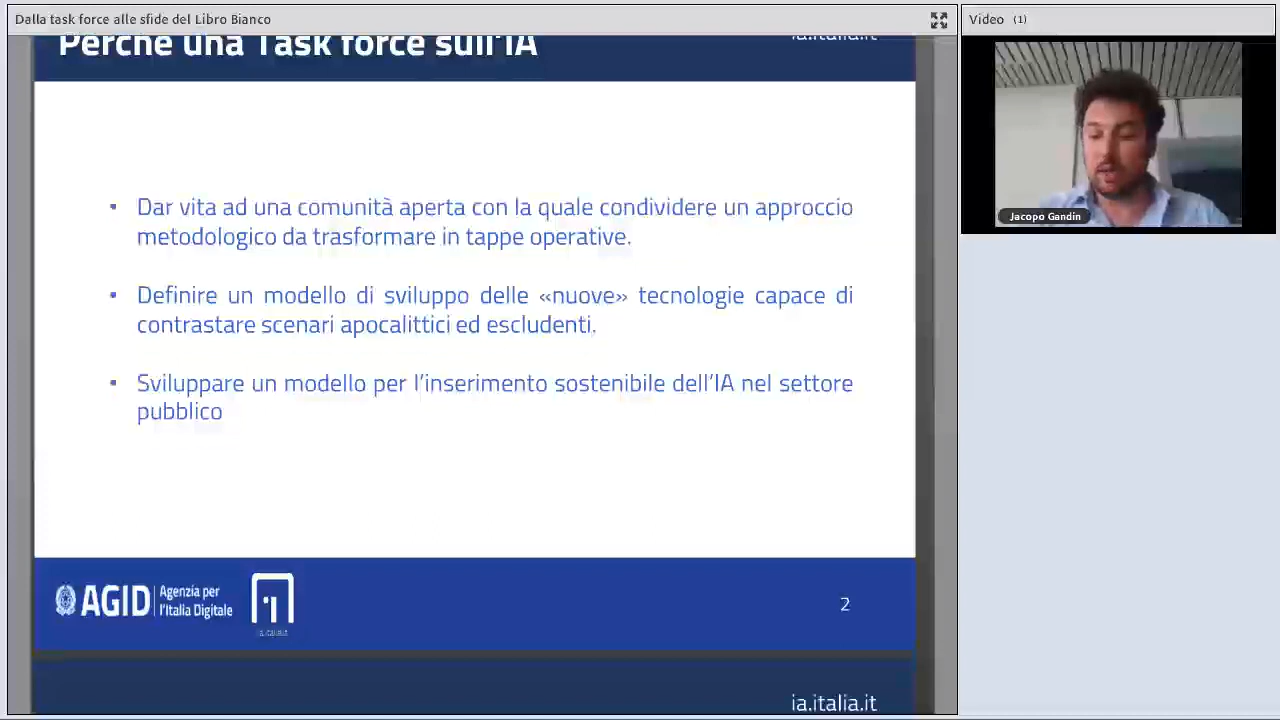 Dalla task force alle sfide del Libro Bianco
Video (1)
Perché una Task force sull'IA
ia.italia.it
Jacopo Gandin
▪ Dar vita ad una comunità aperta con la quale condividere un approccio
metodologico da trasformare in tappe operative.
▪ Definire un modello di sviluppo delle «nuove» tecnologie capace di
contrastare scenari apocalittici ed escludenti.
▪ Sviluppare un modello per l'inserimento sostenibile dell'IA nel settore
pubblico
AGID Agenzia per
l'Italia Digitale
ia.italia.it
2
ia.italia.it